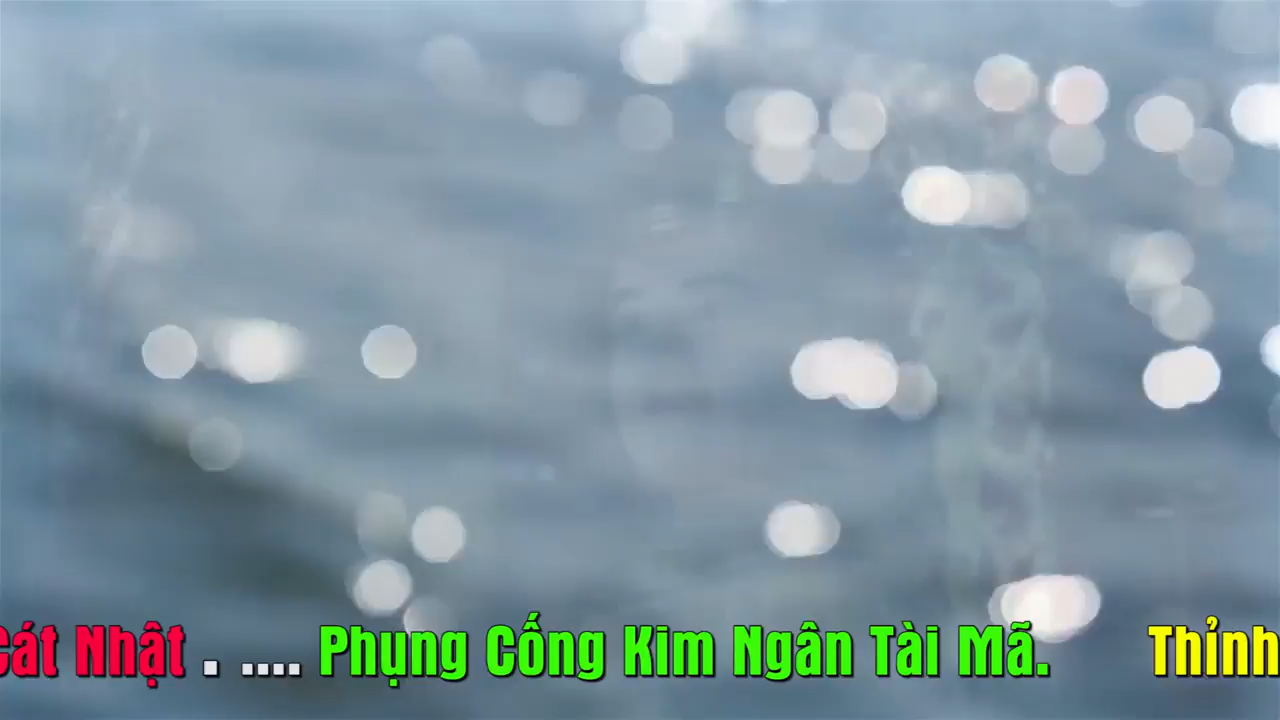 Cát Nhật . .... Phụng Cống Kim Ngân Tài Mã. Thỉnh